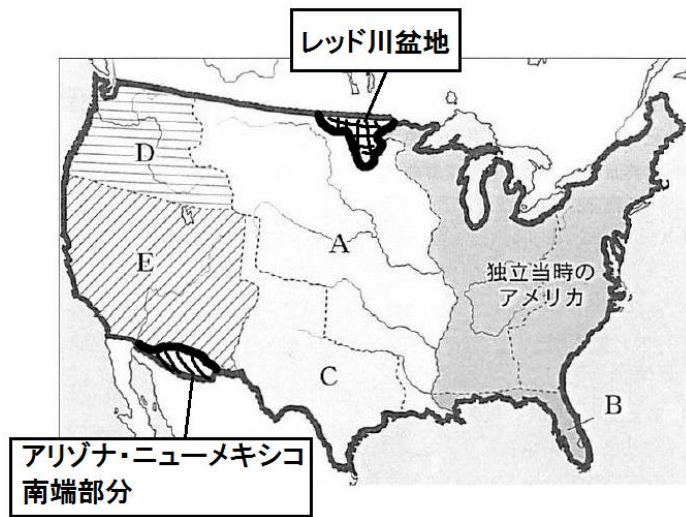 レッド川盆地
D
A
E
独立当時の
アメリカ
C
B
アリゾナ・ニューメキシコ
南端部分